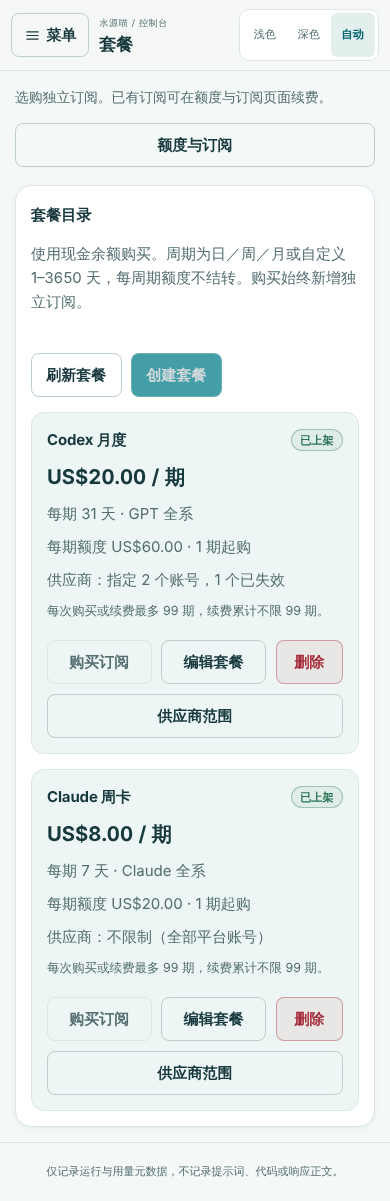 菜单
水源喵 / 控制台
套餐
浅色
深色
自动
选购独立订阅。已有订阅可在额度与订阅页面续费。
额度与订阅
套餐目录
使用现金余额购买。周期为日／周／月或自定义
1–3650 天，每周期额度不结转。购买始终新增独
立订阅。
刷新套餐
创建套餐
Codex 月度
已上架
US$20.00 / 期
每期 31 天 · GPT 全系
每期额度 US$60.00 · 1 期起购
供应商：指定 2 个账号，1 个已失效
每次购买或续费最多 99 期，续费累计不限 99 期。
购买订阅
编辑套餐
删除
供应商范围
Claude 周卡
已上架
US$8.00 / 期
每期 7 天 · Claude 全系
每期额度 US$20.00 · 1 期起购
供应商：不限制（全部平台账号）
每次购买或续费最多 99 期，续费累计不限 99 期。
购买订阅
编辑套餐
删除
供应商范围
仅记录运行与用量元数据，不记录提示词、代码或响应正文。